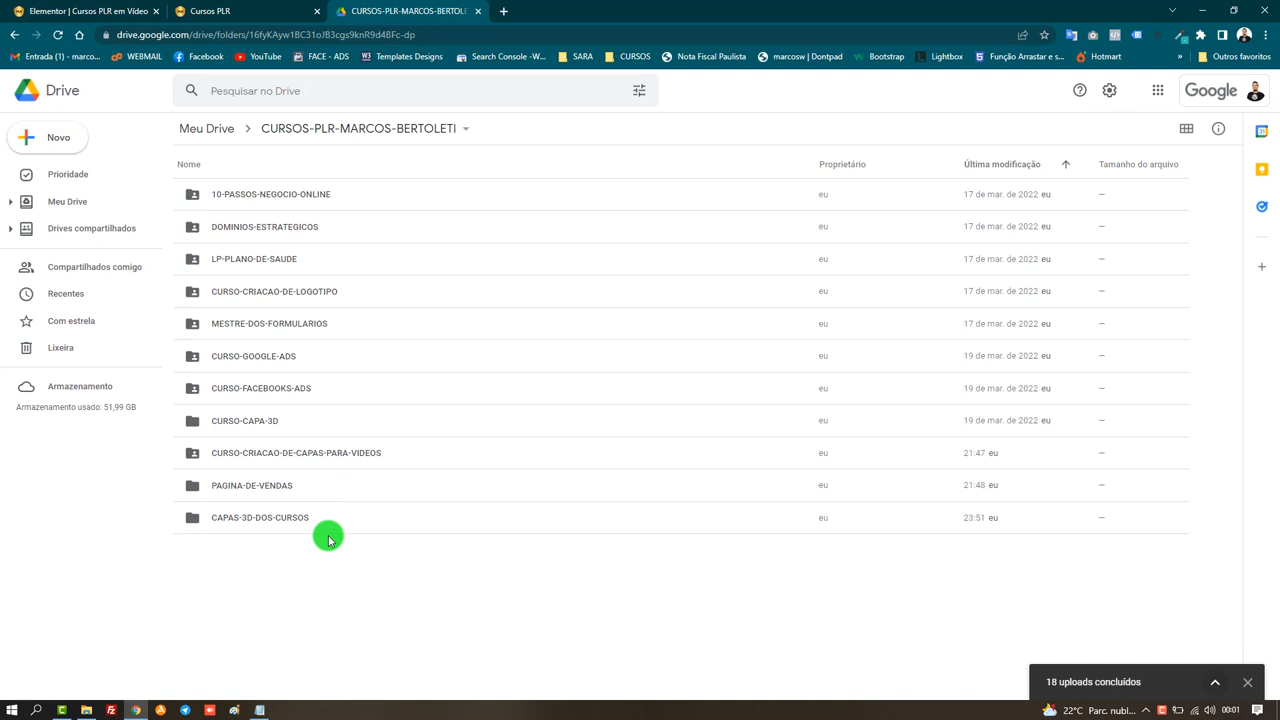 Elementor | Cursos PLR em Vídeo
Cursos PLR
CURSOS-PLR-MARCOS-BERTOLETI
drive.google.com/drive/folders/16fyKAyw1BC31oJ83cgs9knR9d4BFc-dp
Entrada (1) - marco...
WEBMAIL
Facebook
YouTube
FACE - ADS
Templates Designs
Search Console -W...
SARA
CURSOS
Nota Fiscal Paulista
marcosw | Dontpad
Bootstrap
Lightbox
Função Arrastar e s...
Hotmart
»
Outros favoritos
Drive
Pesquisar no Drive
Google
Novo
Meu Drive > CURSOS-PLR-MARCOS-BERTOLETI
Nome Proprietário Última modificação Tamanho do arquivo
Prioridade
Meu Drive
Drives compartilhados
Compartilhados comigo
Recentes
Com estrela
Lixeira
Armazenamento
Armazenamento usado: 51,99 GB
10-PASSOS-NEGOCIO-ONLINE eu 17 de mar. de 2022 eu —
DOMINIOS-ESTRATEGICOS eu 17 de mar. de 2022 eu —
LP-PLANO-DE-SAUDE eu 17 de mar. de 2022 eu —
CURSO-CRIACAO-DE-LOGOTIPO eu 17 de mar. de 2022 eu —
MESTRE-DOS-FORMULARIOS eu 17 de mar. de 2022 eu —
CURSO-GOOGLE-ADS eu 19 de mar. de 2022 eu —
CURSO-FACEBOOKS-ADS eu 19 de mar. de 2022 eu —
CURSO-CAPA-3D eu 19 de mar. de 2022 eu —
CURSO-CRIACAO-DE-CAPAS-PARA-VIDEOS eu 21:47 eu —
PAGINA-DE-VENDAS eu 21:48 eu —
CAPAS-3D-DOS-CURSOS eu 23:51 eu —
18 uploads concluídos
22°C Parc. nubl...
00:01